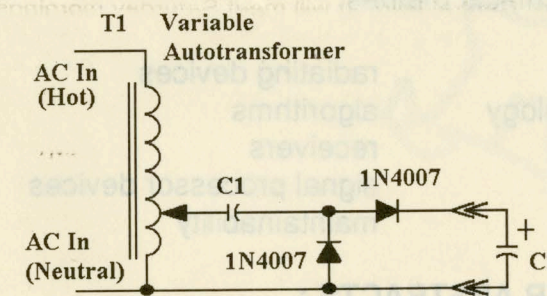 T1 Variable
Autotransformer
AC In
(Hot)
C1
1N4007
AC In
(Neutral)
1N4007
+
C
radiating devices
algorithms
receivers
signal processor devices
maintainability